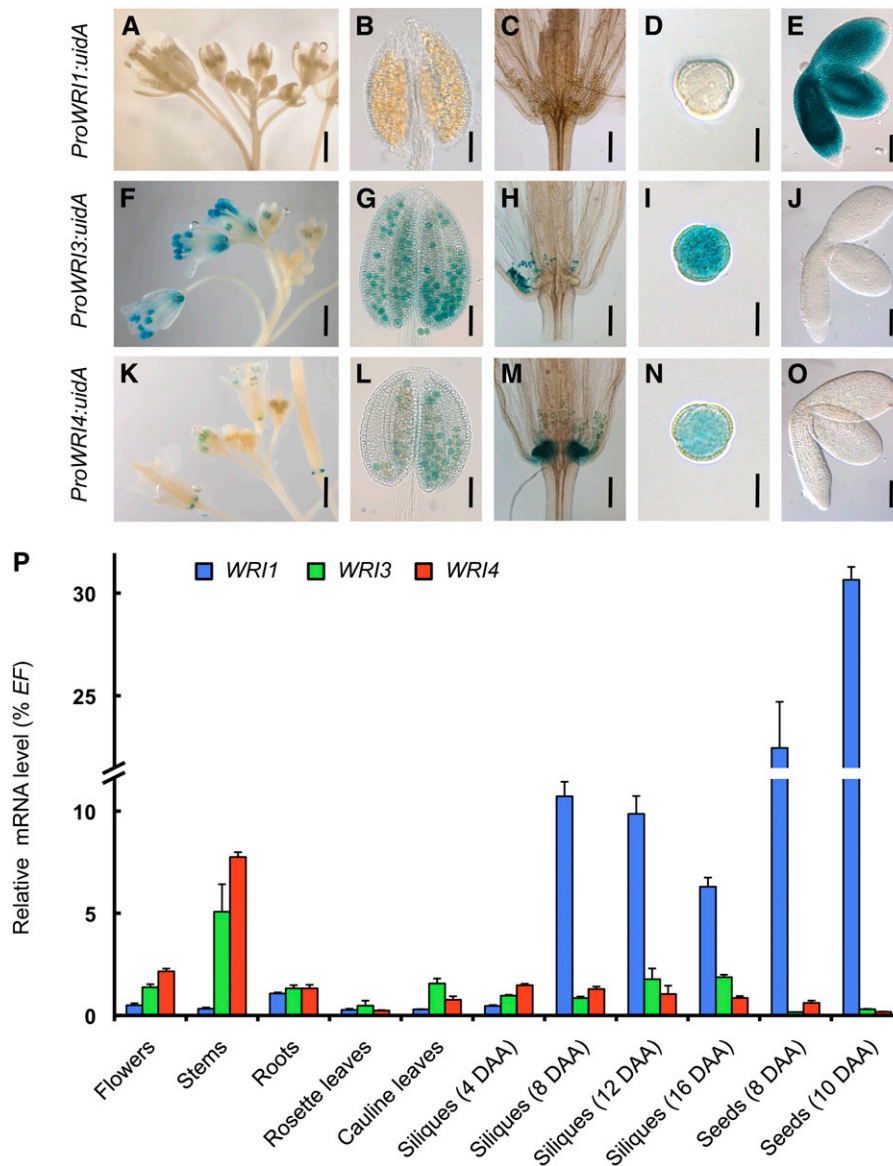 A B C D E
ProWRI1:uidA
F G H I J
ProWRI3:uidA
K L M N O
ProWRI4:uidA
P
WRI1 WRI3 WRI4
Relative mRNA level (% EF)
30
25
10
5
0
Flowers
Stems
Roots
Rosette leaves
Cauline leaves
Siliques (4 DAA)
Siliques (8 DAA)
Siliques (12 DAA)
Siliques (16 DAA)
Seeds (8 DAA)
Seeds (10 DAA)